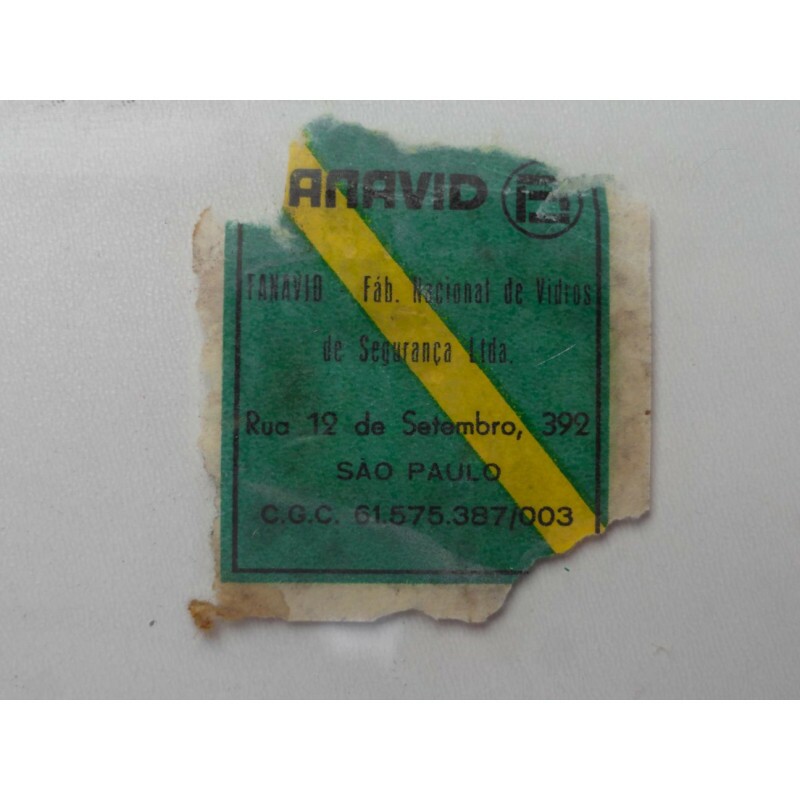 ANAVID
FANAVID - Fáb. Nacional de Vidros
de Segurança Ltda.
Rua 12 de Setembro, 392
SÃO PAULO
C.G.C. 61.575.387/003